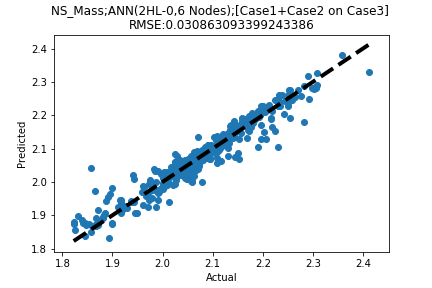 NS_Mass;ANN(2HL-0,6 Nodes);[Case1+Case2 on Case3]
RMSE:0.030863093399243386
2.4
2.3
2.2
2.1
2.0
1.9
1.8
Predicted
1.8 1.9 2.0 2.1 2.2 2.3 2.4
Actual